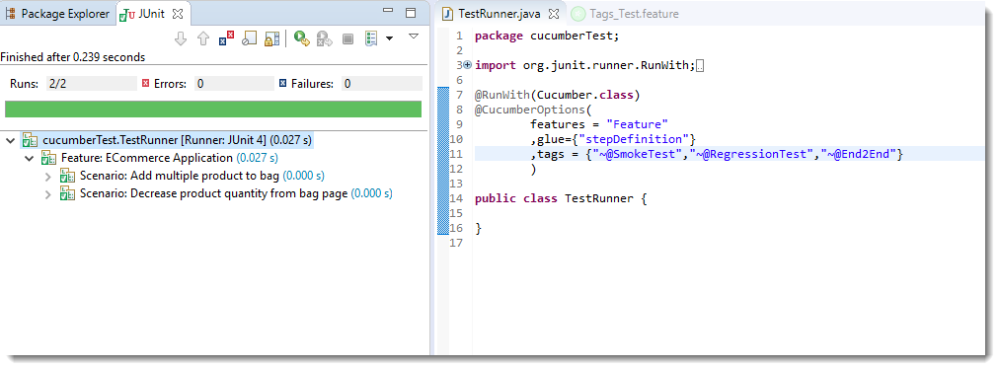 Package Explorer JUnit
Finished after 0.239 seconds
Runs: 2/2 Errors: 0 Failures: 0
cucumberTest.TestRunner [Runner: JUnit 4] (0.027 s)
Feature: ECommerce Application (0.027 s)
Scenario: Add multiple product to bag (0.000 s)
Scenario: Decrease product quantity from bag page (0.000 s)
TestRunner.java Tags_Test.feature
1 package cucumberTest;
2
3 import org.junit.runner.RunWith;
6
7 @RunWith(Cucumber.class)
8 @CucumberOptions(
9 features = "Feature"
10 ,glue={"stepDefinition"}
11 ,tags = {"~@SmokeTest","~@RegressionTest","~@End2End"}
12 )
13
14 public class TestRunner {
15
16 }
17